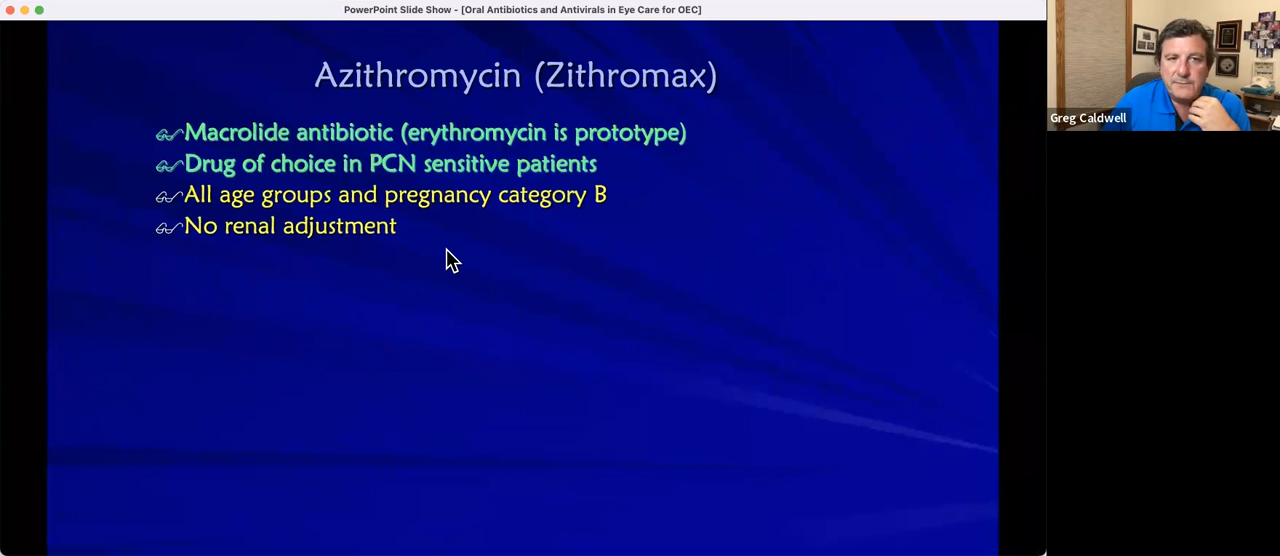 PowerPoint Slide Show - [Oral Antibiotics and Antivirals in Eye Care for OEC]
Azithromycin (Zithromax)
Macrolide antibiotic (erythromycin is prototype)
Drug of choice in PCN sensitive patients
All age groups and pregnancy category B
No renal adjustment
Greg Caldwell